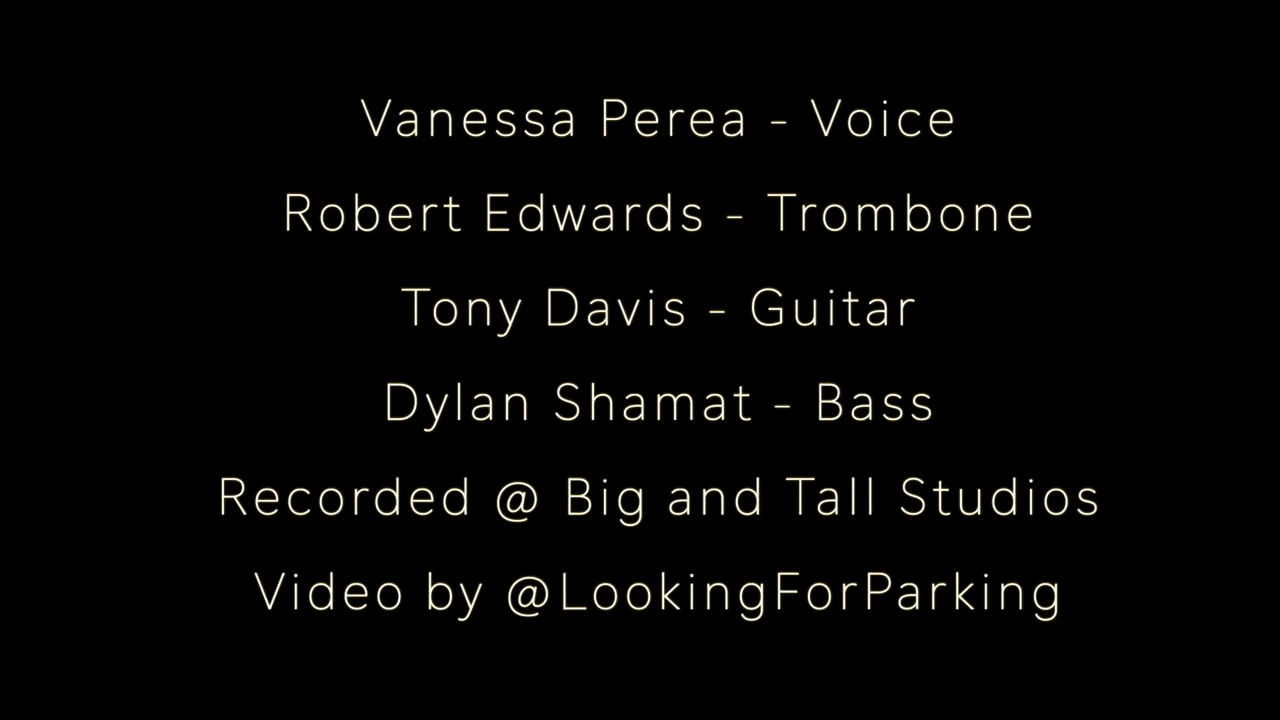 Vanessa Perea - Voice
Robert Edwards - Trombone
Tony Davis - Guitar
Dylan Shamat - Bass
Recorded @ Big and Tall Studios
Video by @LookingForParking